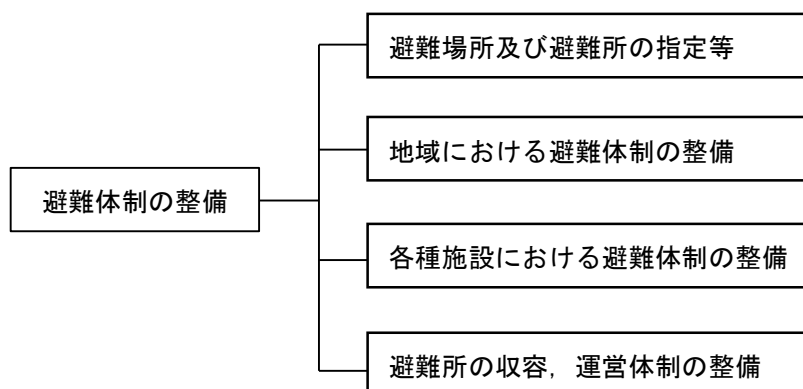 避難場所及び避難所の指定等
地域における避難体制の整備
避難体制の整備
各種施設における避難体制の整備
避難所の収容，運営体制の整備